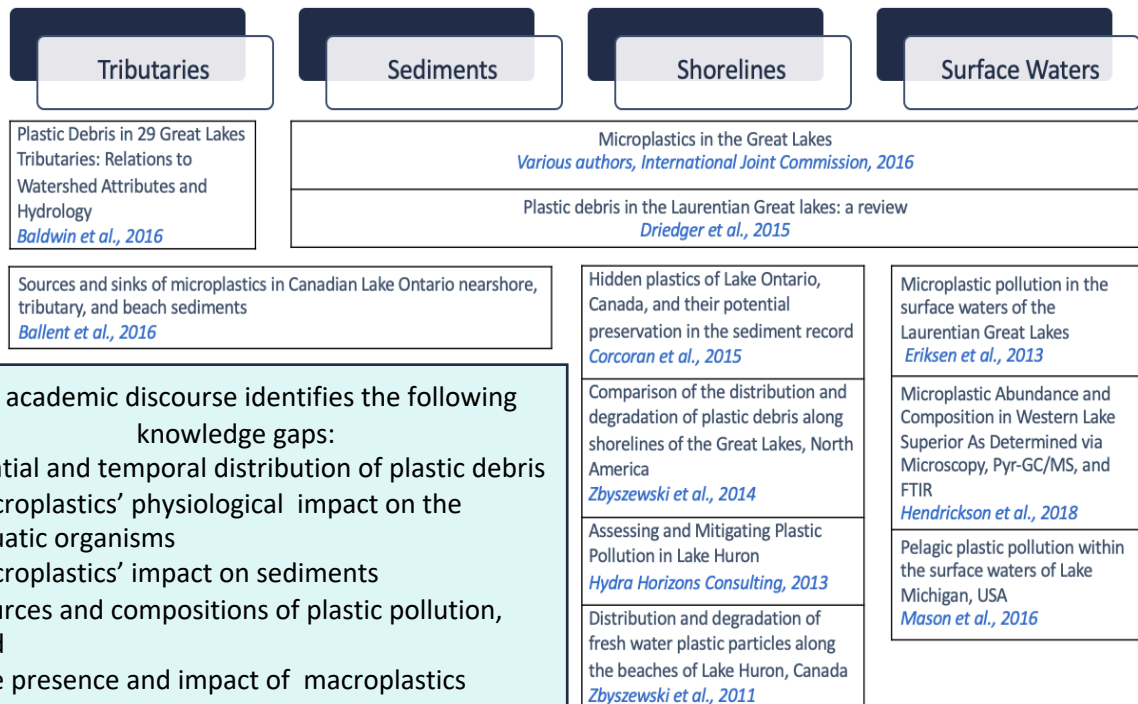 Tributaries
Sediments
Shorelines
Surface Waters
Plastic Debris in 29 Great Lakes
Tributaries: Relations to
Watershed Attributes and
Hydrology
Baldwin et al., 2016
Microplastics in the Great Lakes
Various authors, International Joint Commission, 2016
Plastic debris in the Laurentian Great lakes: a review
Driedger et al., 2015
Sources and sinks of microplastics in Canadian Lake Ontario nearshore,
tributary, and beach sediments
Ballent et al., 2016
Hidden plastics of Lake Ontario,
Canada, and their potential
preservation in the sediment record
Corcoran et al., 2015
Comparison of the distribution and
degradation of plastic debris along
shorelines of the Great Lakes, North
America
Zbyszewski et al., 2014
Assessing and Mitigating Plastic
Pollution in Lake Huron
Hydra Horizons Consulting, 2013
Distribution and degradation of
fresh water plastic particles along
the beaches of Lake Huron, Canada
Zbyszewski et al., 2011
Microplastic pollution in the
surface waters of the
Laurentian Great Lakes
Eriksen et al., 2013
Microplastic Abundance and
Composition in Western Lake
Superior As Determined via
Microscopy, Pyr-GC/MS, and
FTIR
Hendrickson et al., 2018
Pelagic plastic pollution within
the surface waters of Lake
Michigan, USA
Mason et al., 2016
academic discourse identifies the following
knowledge gaps:
and temporal distribution of plastic debris
physiological impact on the
organisms
impact on sediments
and compositions of plastic pollution,
presence and impact of macroplastics